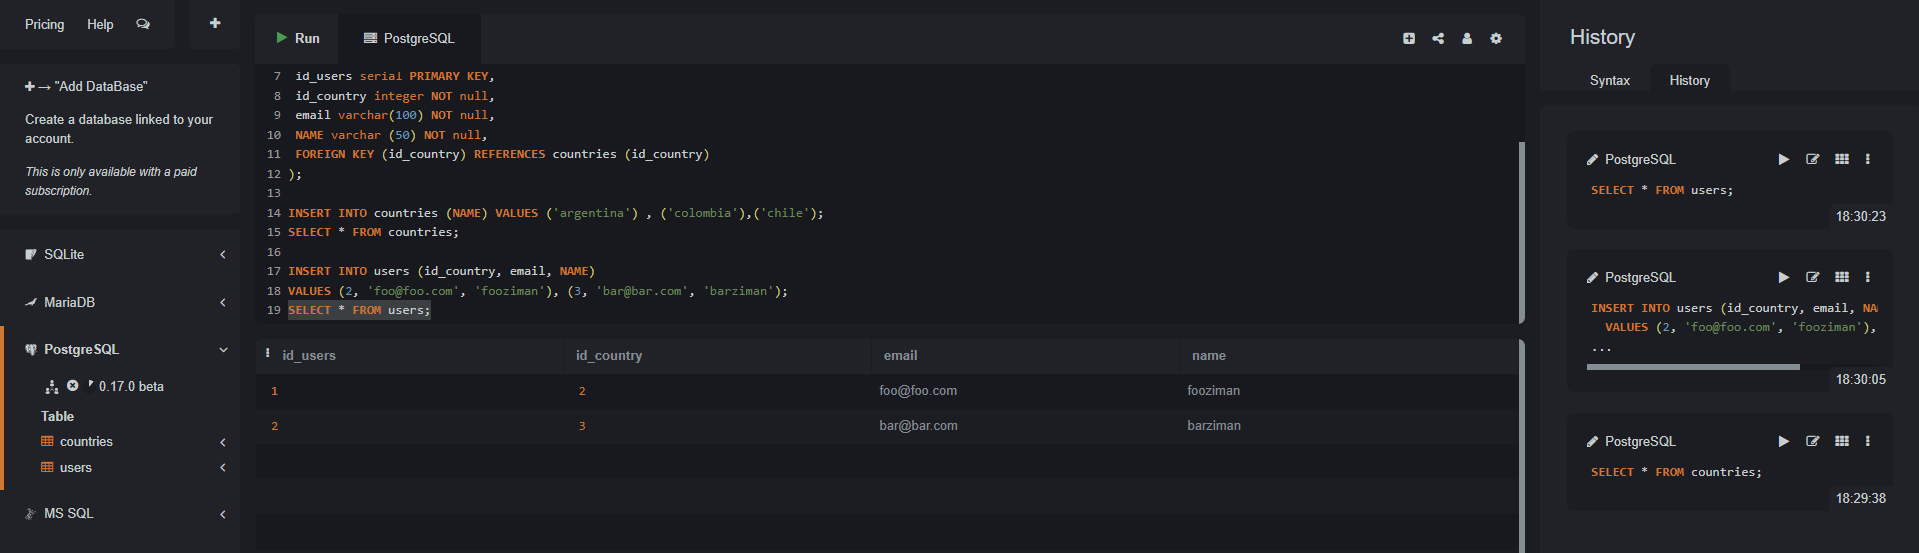 Pricing Help
"Add DataBase"
Create a database linked to your
account.
This is only available with a paid
subscription.
SQLite
MariaDB
PostgreSQL
0.17.0 beta
Table
countries
users
MS SQL
Run PostgreSQL
7 id_users serial PRIMARY KEY,
8 id_country integer NOT null,
9 email varchar(100) NOT null,
10 NAME varchar (50) NOT null,
11 FOREIGN KEY (id_country) REFERENCES countries (id_country)
12 );
13
14 INSERT INTO countries (NAME) VALUES ('argentina') , ('colombia'),('chile');
15 SELECT * FROM countries;
16
17 INSERT INTO users (id_country, email, NAME)
18 VALUES (2, 'foo@foo.com', 'fooziman'), (3, 'bar@bar.com', 'barziman');
19 SELECT * FROM users;
id_users id_country email name
1 2 foo@foo.com fooziman
2 3 bar@bar.com barziman
History
Syntax History
PostgreSQL
SELECT * FROM users;
18:30:23
PostgreSQL
INSERT INTO users (id_country, email, NA
VALUES (2, 'foo@foo.com', 'fooziman'),
...
18:30:05
PostgreSQL
SELECT * FROM countries;
18:29:38